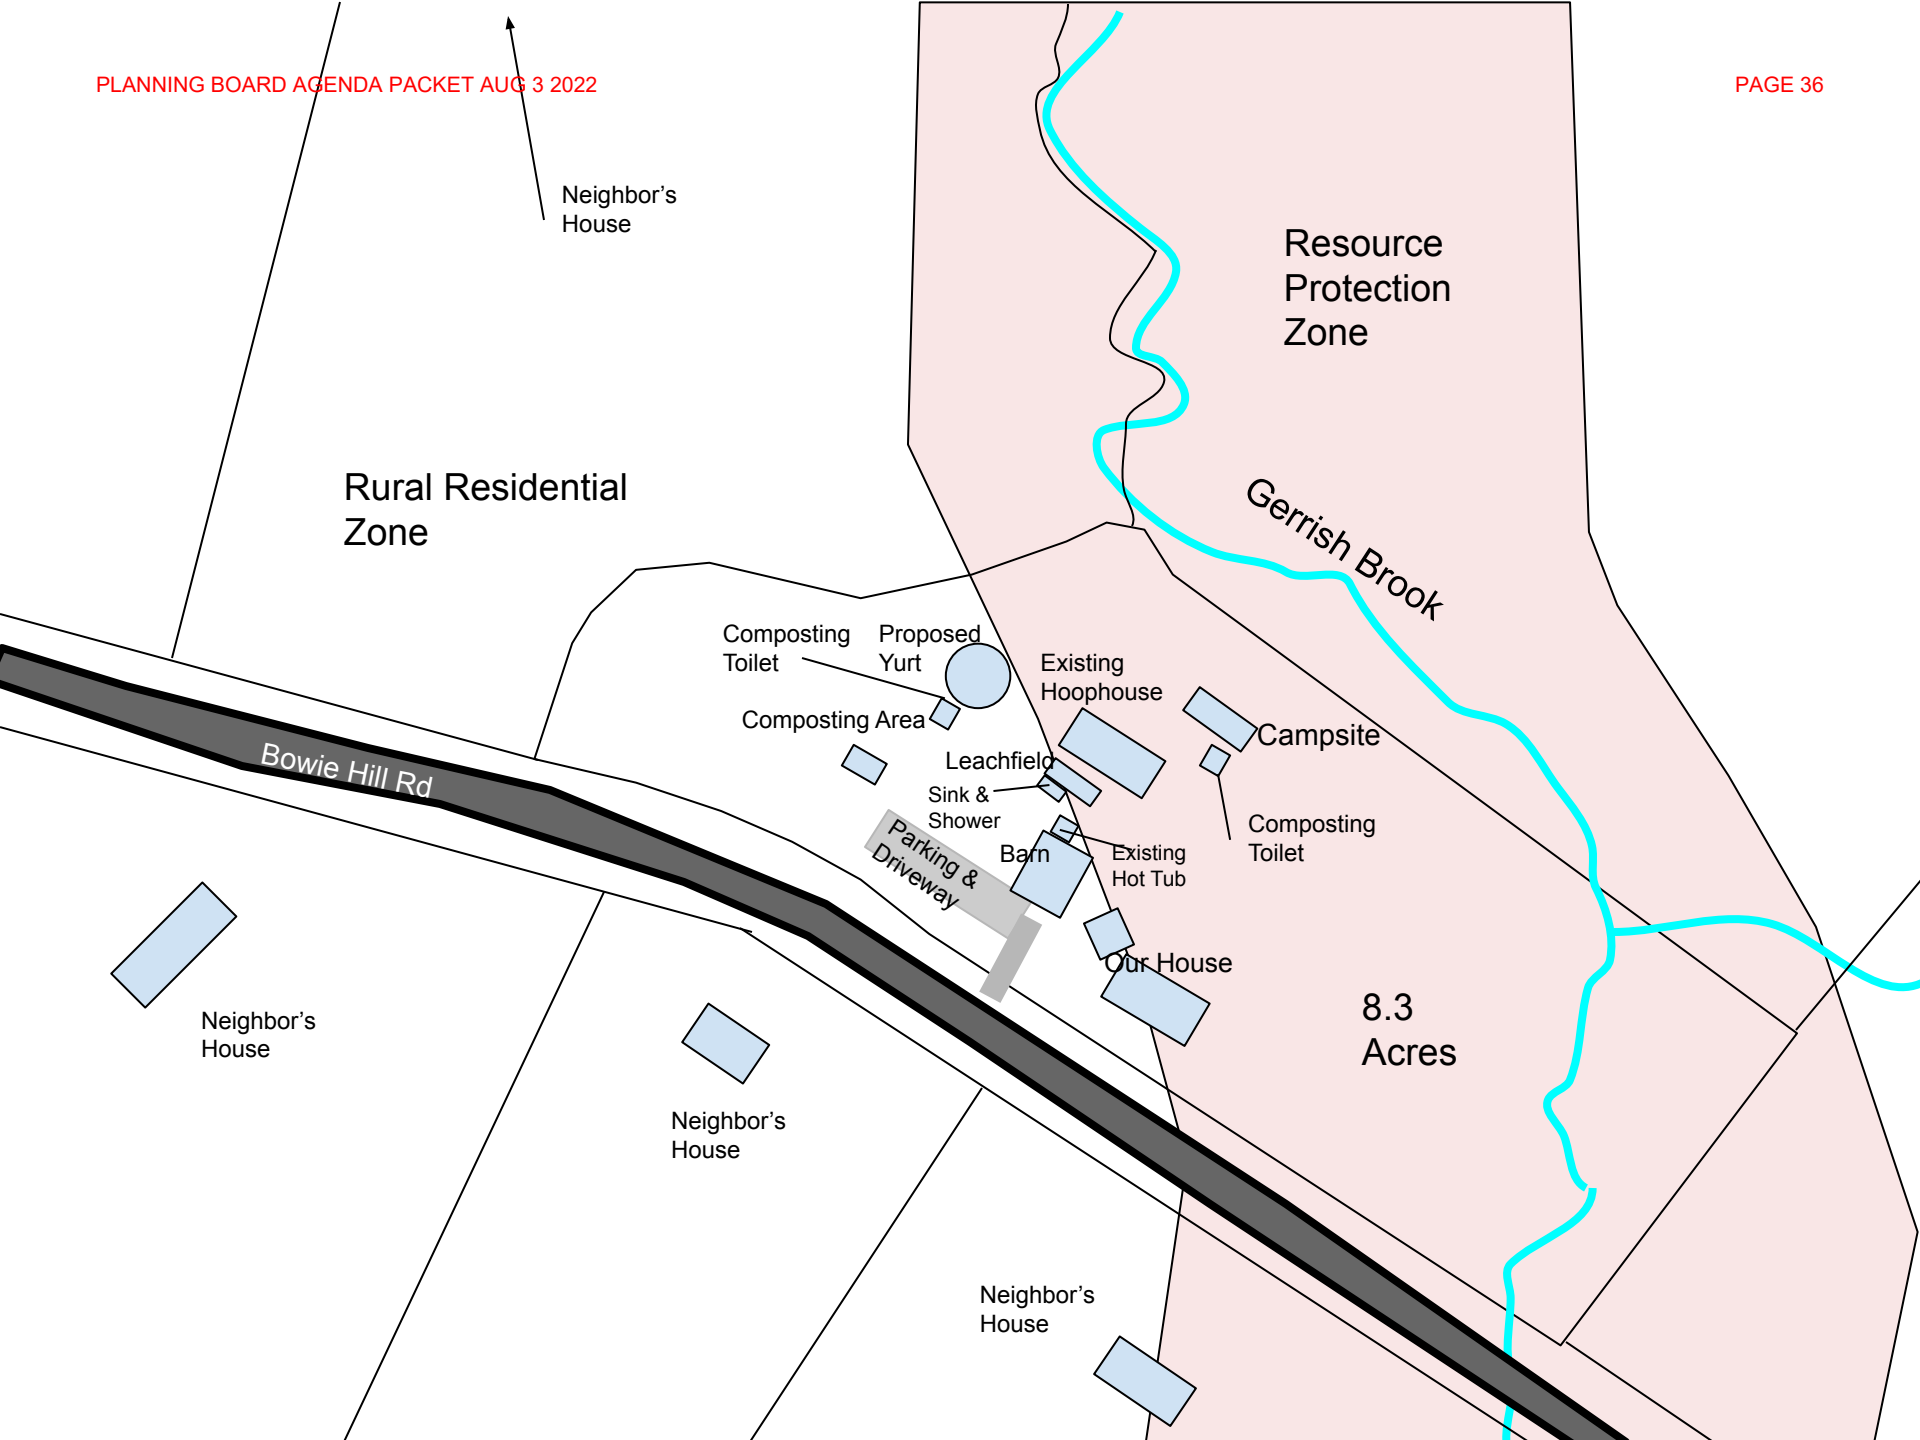 PLANNING BOARD AGENDA PACKET AUG 3 2022
PAGE 36
Neighbor’s
House
Resource
Protection
Zone
Rural Residential
Zone
Gerrish Brook
Composting
Toilet
Proposed
Yurt
Existing
Hoophouse
Composting Area
Campsite
Leachfield
Sink &
Shower
Bowie Hill Rd
Parking &
Driveway
Barn
Existing
Hot Tub
Composting
Toilet
Our House
8.3
Acres
Neighbor’s
House
Neighbor’s
House
Neighbor’s
House